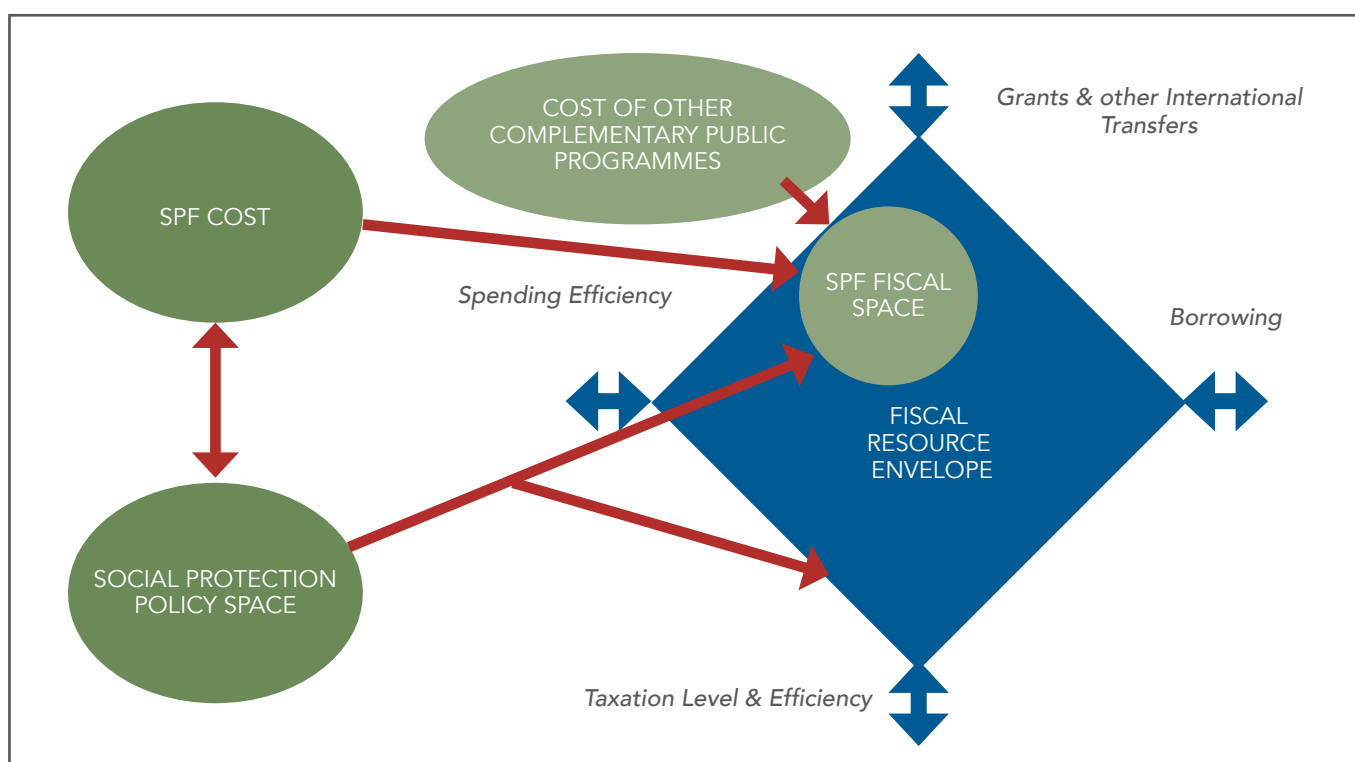 COST OF OTHER
COMPLEMENTARY PUBLIC
PROGRAMMES
Grants & other International
Transfers
SPF COST
Spending Efficiency
SPF FISCAL
SPACE
Borrowing
FISCAL
RESOURCE
ENVELOPE
SOCIAL PROTECTION
POLICY SPACE
Taxation Level & Efficiency